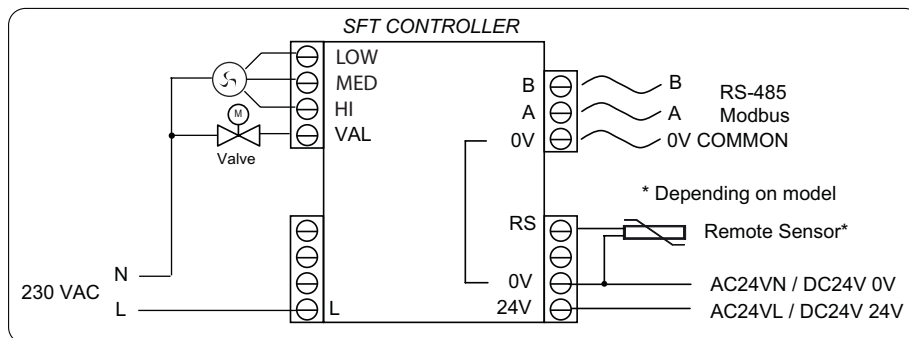 SFT CONTROLLER
LOW
MED
HI
VAL
M
Valve
B
A
0V
B
A
0V COMMON
RS-485
Modbus
* Depending on model
RS
Remote Sensor*
0V
24V
AC24VN / DC24V 0V
AC24VL / DC24V 24V
230 VAC
N
L
L